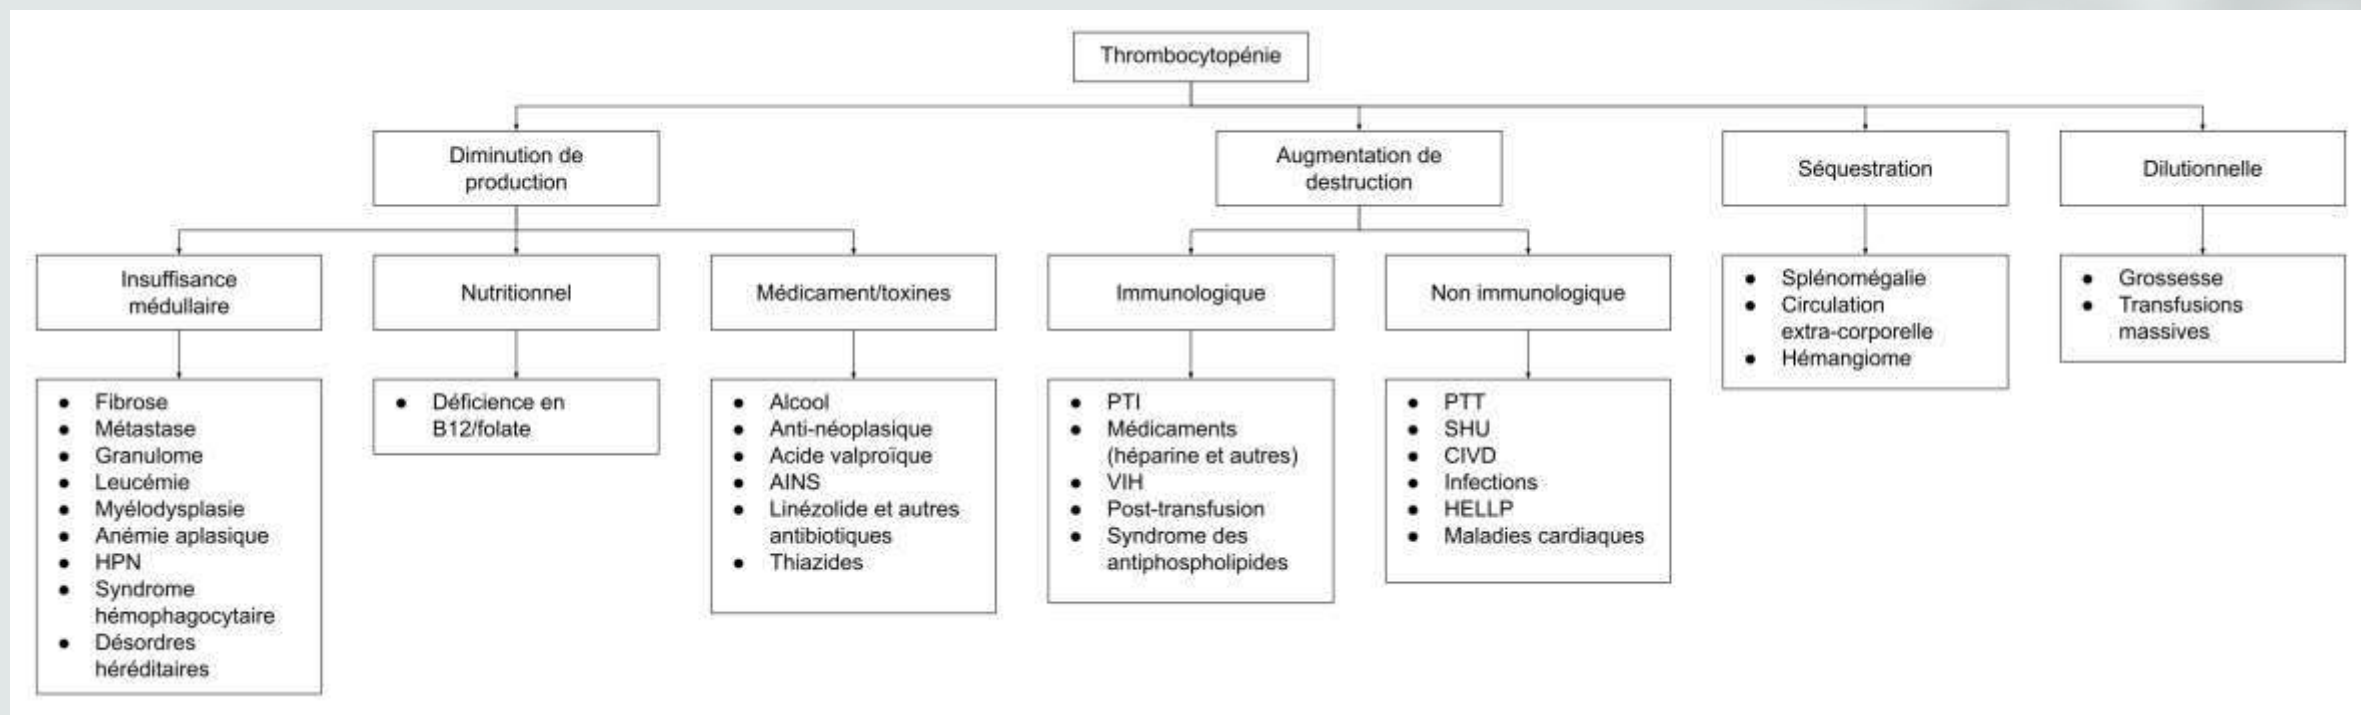 Thrombocytopénie
Diminution de
production
Augmentation de
destruction
Séquestration
Dilutionnelle
Insuffisance
médullaire
Nutritionnel
Médicament/toxines
Immunologique
Non immunologique
● Splénomégalie
● Circulation
extra-corporelle
● Hémangiome
● Grossesse
● Transfusions
massives
● Fibrose
● Métastase
● Granulome
● Leucémie
● Myélodysplasie
● Anémie aplasique
● HPN
● Syndrome
hémophagocytaire
● Désordres
héréditaires
● Déficience en
B12/folate
● Alcool
● Anti-néoplasique
● Acide valproïque
● AINS
● Linézolide et autres
antibiotiques
● Thiazides
● PTI
● Médicaments
(héparine et autres)
● VIH
● Post-transfusion
● Syndrome des
antiphospholipides
● PTT
● SHU
● CIVD
● Infections
● HELLP
● Maladies cardiaques